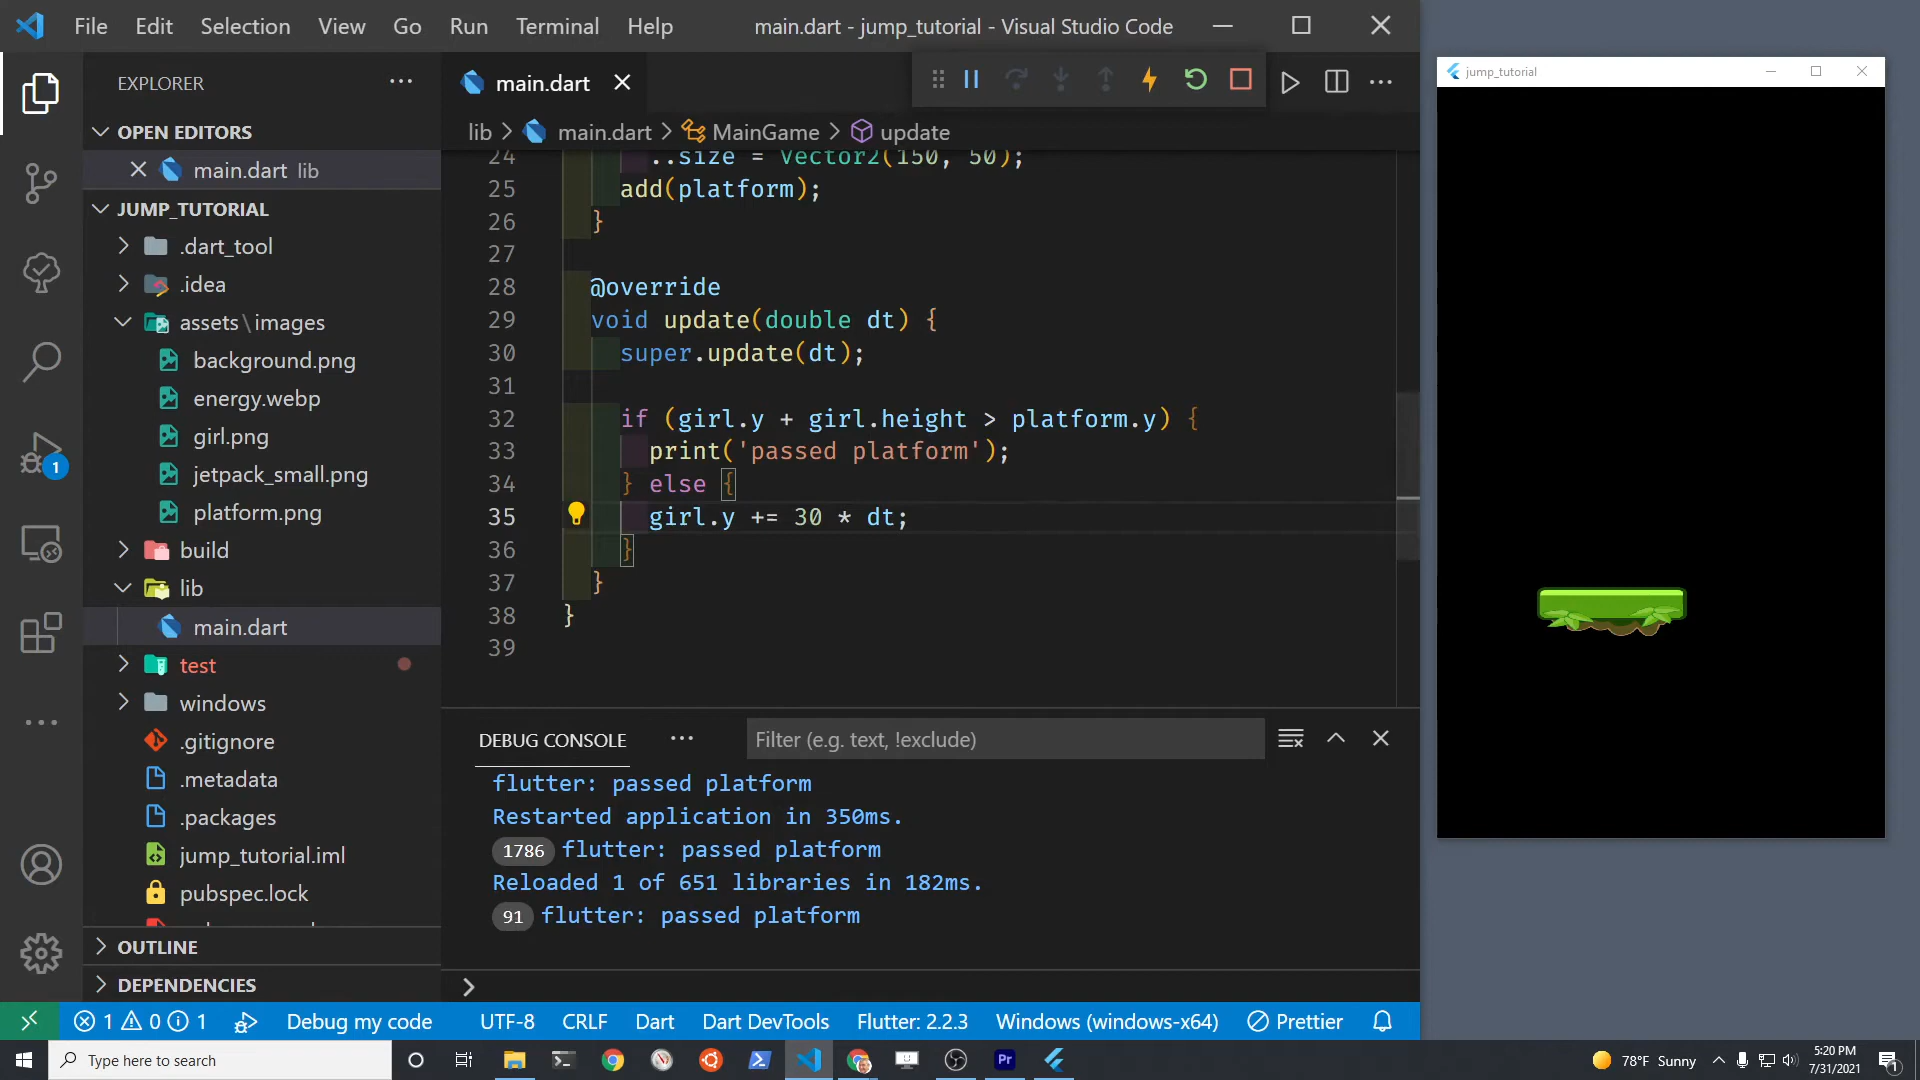 File Edit Selection View Go Run Terminal Help
main.dart - jump_tutorial - Visual Studio Code
EXPLORER
OPEN EDITORS
main.dart lib
JUMP_TUTORIAL
.dart_tool
.idea
assets\images
background.png
energy.webp
girl.png
jetpack_small.png
platform.png
build
lib
main.dart
test
windows
.gitignore
.metadata
.packages
jump_tutorial.iml
pubspec.lock
OUTLINE
DEPENDENCIES
1
main.dart
lib > main.dart > MainGame > update
24 ..size = Vector2(150, 50);
25 add(platform);
26 }
27
28 @override
29 void update(double dt) {
30 super.update(dt);
31
32 if (girl.y + girl.height > platform.y) {
33 print('passed platform');
34 } else {
35 girl.y += 30 * dt;
36 }
37 }
38 }
39
DEBUG CONSOLE
Filter (e.g. text, !exclude)
flutter: passed platform
Restarted application in 350ms.
1786 flutter: passed platform
Reloaded 1 of 651 libraries in 182ms.
91 flutter: passed platform
jump_tutorial
1 0 1 Debug my code UTF-8 CRLF Dart Dart DevTools Flutter: 2.2.3 Windows (windows-x64) Prettier
Type here to search
Pr
78°F Sunny
5:20 PM
7/31/2021
1